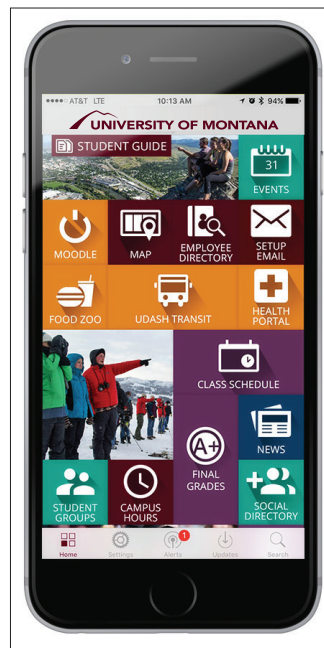 AT&T LTE 10:13 AM 94%
UNIVERSITY OF MONTANA
STUDENT GUIDE
31
EVENTS
MOODLE
MAP
EMPLOYEE
DIRECTORY
SETUP
EMAIL
FOOD ZOO
UDASH TRANSIT
HEALTH
PORTAL
CLASS SCHEDULE
A+
FINAL
GRADES
NEWS
STUDENT
GROUPS
CAMPUS
HOURS
SOCIAL
DIRECTORY
1
Home Settings Alerts Updates Search